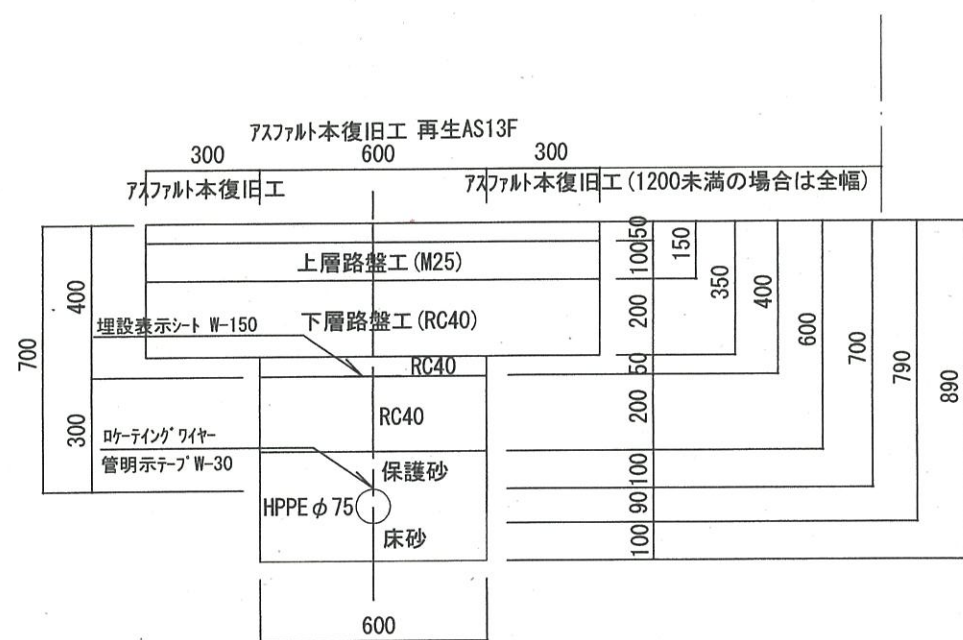 アスファルト本復旧工 再生AS13F
300
600
300
アスファルト本復旧工
アスファルト本復旧工(1200未満の場合は全幅)
上層路盤工(M25)
下層路盤工(RC40)
埋設表示シート W-150
RC40
RC40
ロケーティングワイヤー
管明示テープW-30
保護砂
HPPEφ75
床砂
700
400
300
50
100
200
50
200
100
90
100
150
350
400
600
700
790
890
600